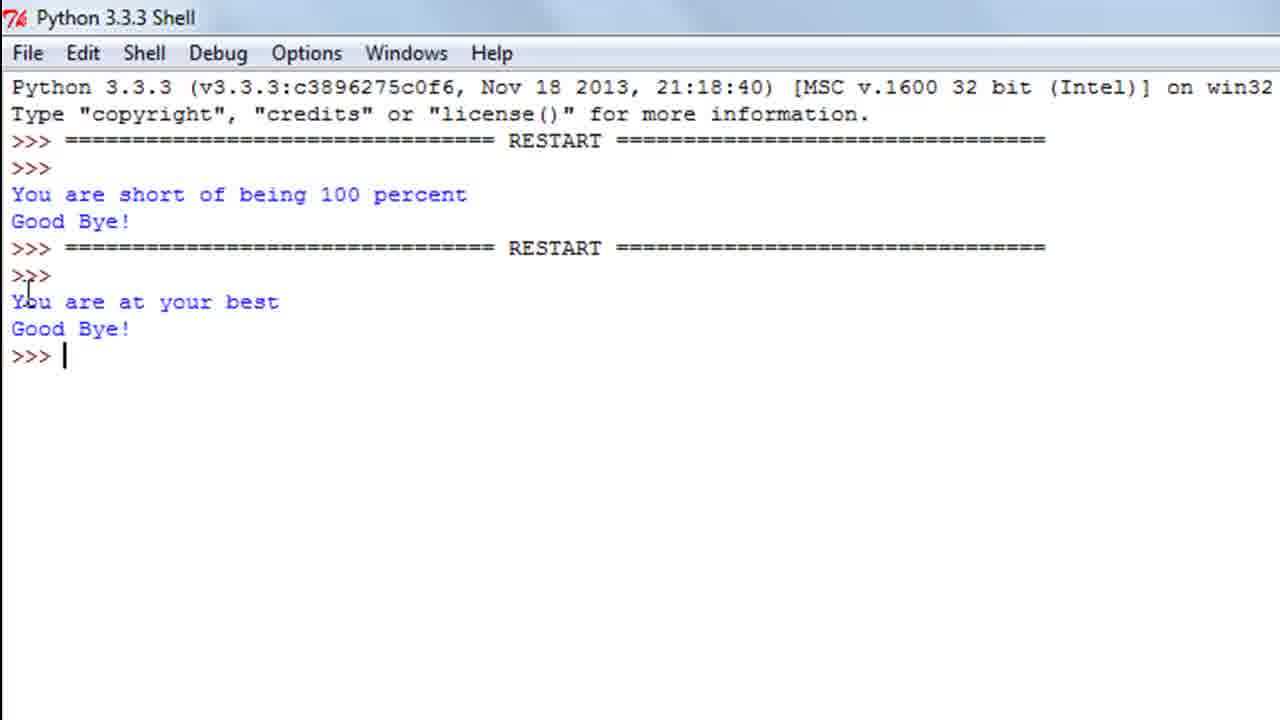 Python 3.3.3 Shell
File Edit Shell Debug Options Windows Help
Python 3.3.3 (v3.3.3:c3896275c0f6, Nov 18 2013, 21:18:40) [MSC v.1600 32 bit (Intel)] on win32
Type "copyright", "credits" or "license()" for more information.
>>> ================================ RESTART ================================
>>>
You are short of being 100 percent
Good Bye!
>>> ================================ RESTART ================================
>>>
You are at your best
Good Bye!
>>>